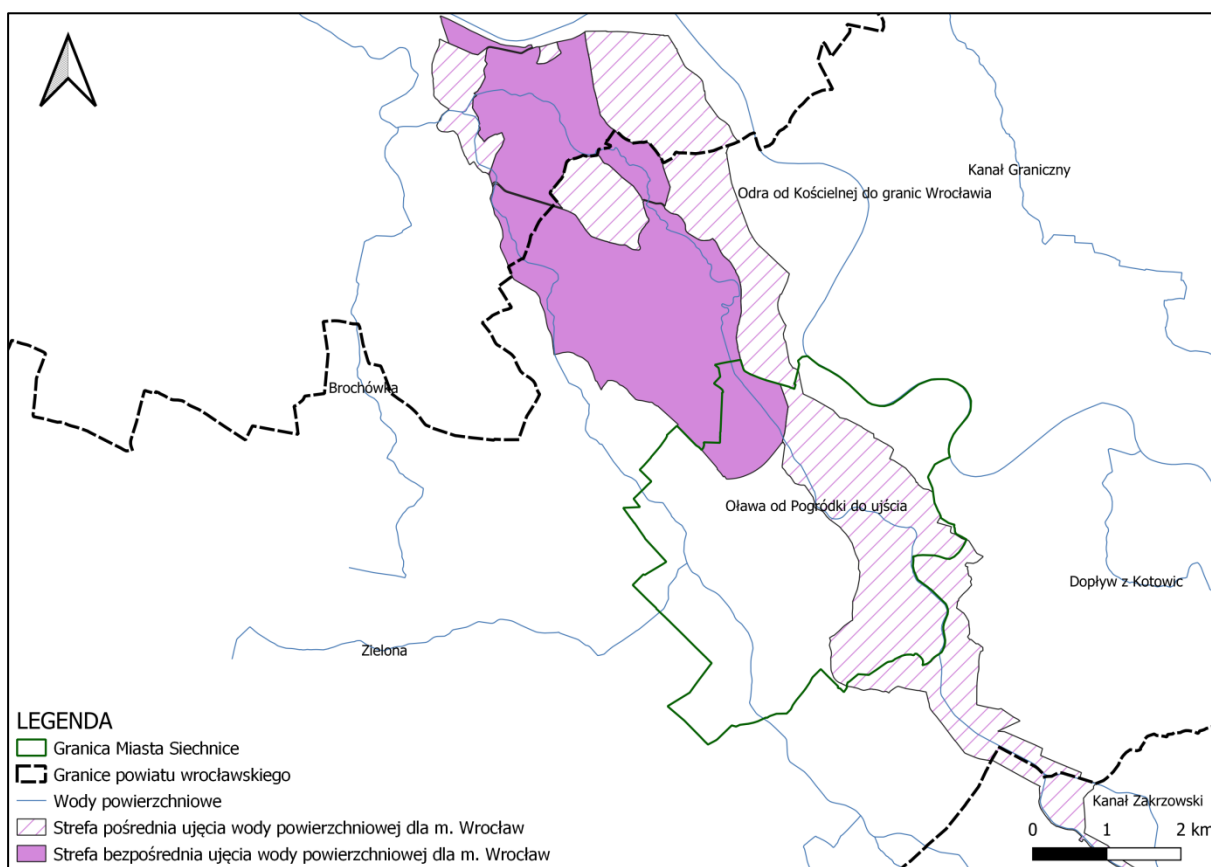 Kanał Graniczny
Odra od Kościelnej do granic Wrocławia
Brochówka
Oława od Pogródki do ujścia
Dopływ z Kotowic
Zielona
LEGENDA
Granica Miasta Siechnice
Granice powiatu wrocławskiego
Wody powierzchniowe
Strefa pośrednia ujęcia wody powierzchniowej dla m. Wrocław
Strefa bezpośrednia ujęcia wody powierzchniowej dla m. Wrocław
Kanał Zakrzowski
0 1 2 km